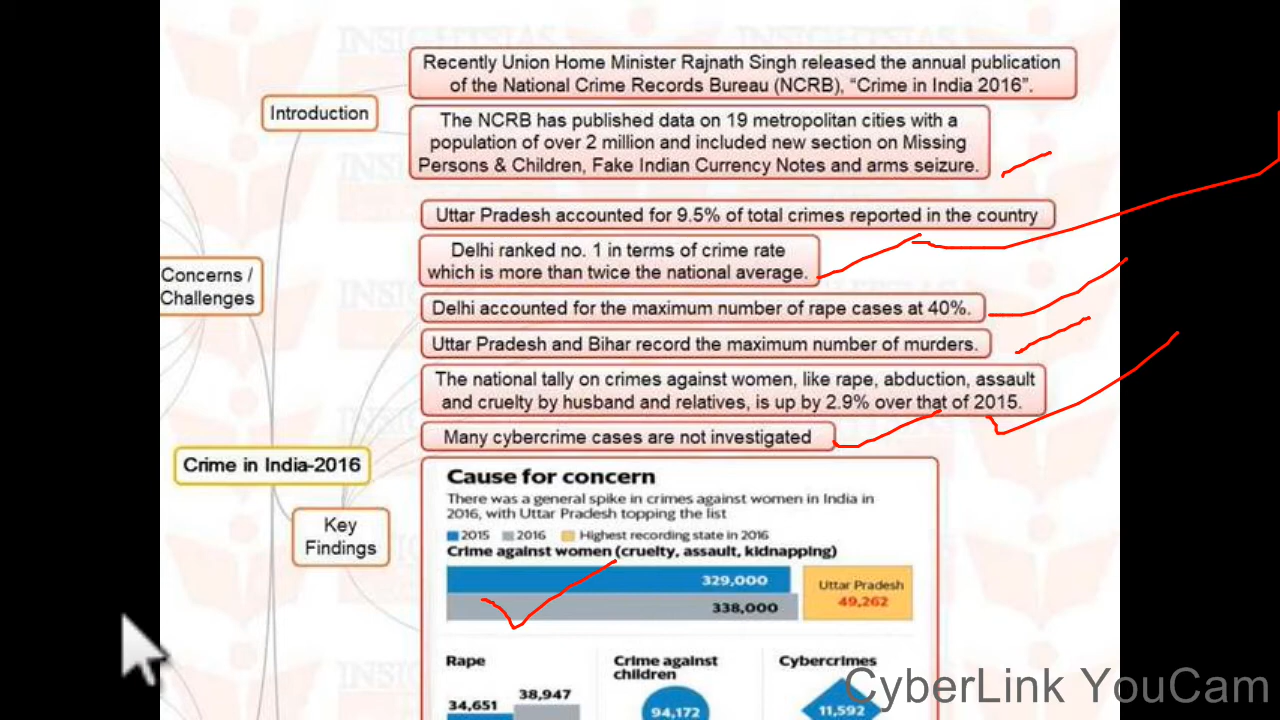 Recently Union Home Minister Rajnath Singh released the annual publication
of the National Crime Records Bureau (NCRB), “Crime in India 2016”.
Introduction
The NCRB has published data on 19 metropolitan cities with a
population of over 2 million and included new section on Missing
Persons & Children, Fake Indian Currency Notes and arms seizure.
Uttar Pradesh accounted for 9.5% of total crimes reported in the country
Delhi ranked no. 1 in terms of crime rate
which is more than twice the national average.
Concerns /
Challenges
Delhi accounted for the maximum number of rape cases at 40%.
Uttar Pradesh and Bihar record the maximum number of murders.
The national tally on crimes against women, like rape, abduction, assault
and cruelty by husband and relatives, is up by 2.9% over that of 2015.
Many cybercrime cases are not investigated
Crime in India-2016
Key
Findings
Cause for concern
There was a general spike in crimes against women in India in
2016, with Uttar Pradesh topping the list
2015 2016 Highest recording state in 2016
Crime against women (cruelty, assault, kidnapping)
329,000
338,000
Uttar Pradesh
49,262
Rape
34,651
38,947
Crime against
children
94,172
Cybercrimes
11,592
CyberLink YouCam